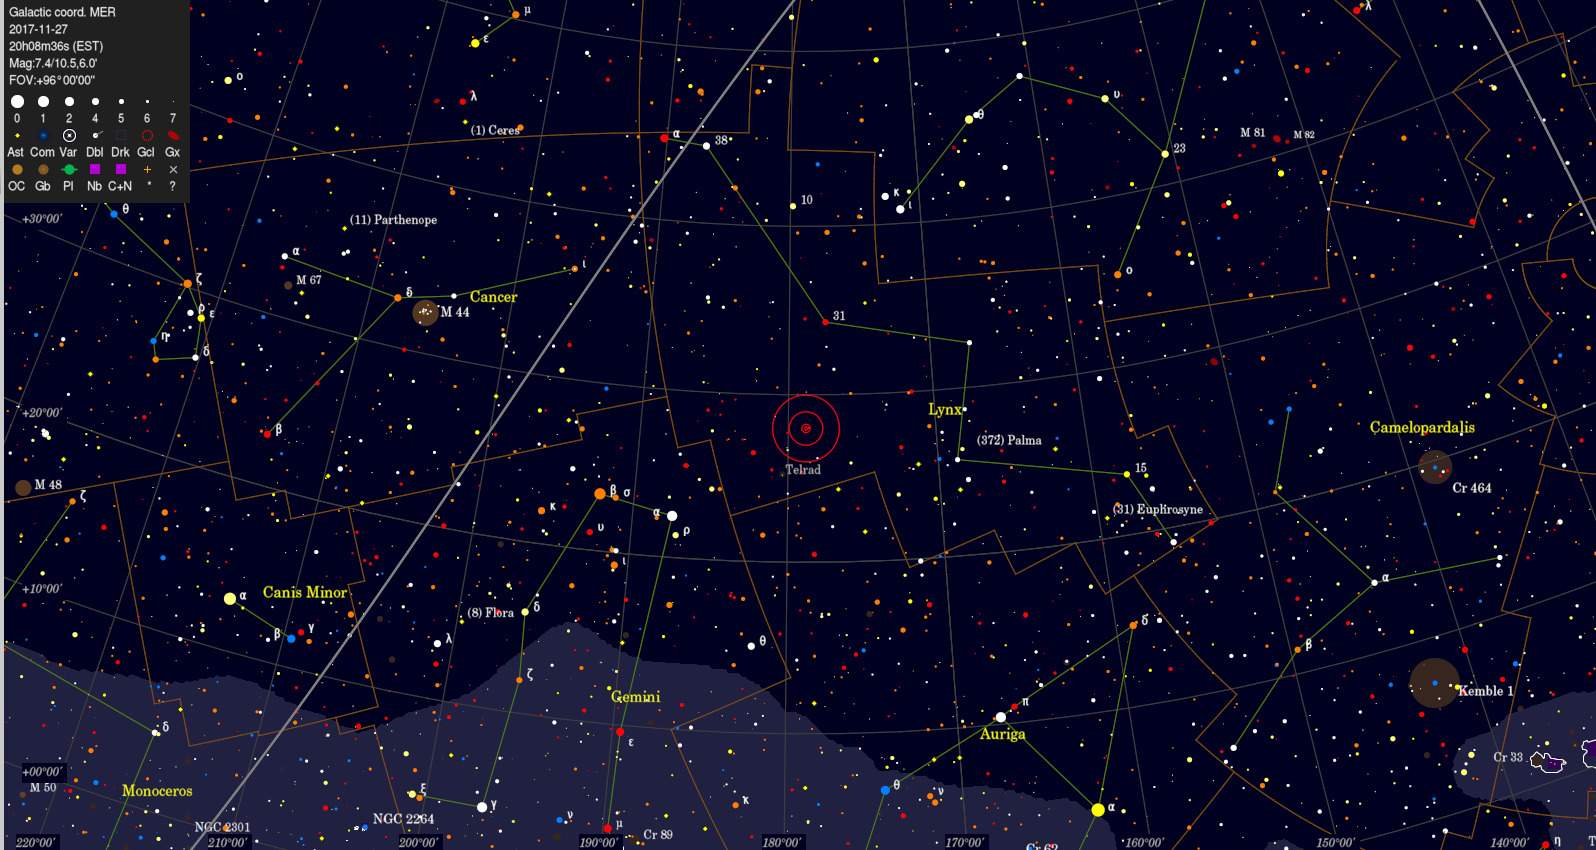 Galactic coord. MER
2017-11-27
20h08m36s (EST)
Mag:7.4/10.5,6.0'
FOV:+96°00'00"
0 1 2 3 4 5 6 7
Ast Com Var Dbl Drk Gcl Gx
OC Gb Pl Nb C+N * ?
μ
ε
λ
ο
λ
(1) Ceres
α
38
θ
υ
23
M 81
M 82
+30°00'
θ
(11) Parthenope
10
κ
ι
α
ζ
M 67
ι
ο
δ
Cancer
ρ
ε
M 44
31
η
δ
+20°00'
β
Lynx
(372) Palma
Camelopardalis
Telrad
15
M 48
ζ
Cr 464
β
σ
κ
α
ρ
υ
(31) Euphrosyne
ι
α
+10°00'
Canis Minor
α
(8) Flora
δ
β
γ
λ
θ
δ
β
ζ
Gemini
Kemble 1
π
δ
Auriga
ε
Cr 33
+00°00'
M 50
Monoceros
ξ
γ
κ
θ
ν
α
NGC 2301
NGC 2264
ν
μ
Cr 89
220°00'
210°00'
200°00'
190°00'
180°00'
170°00'
160°00'
150°00'
140°00'
η
Cr 62